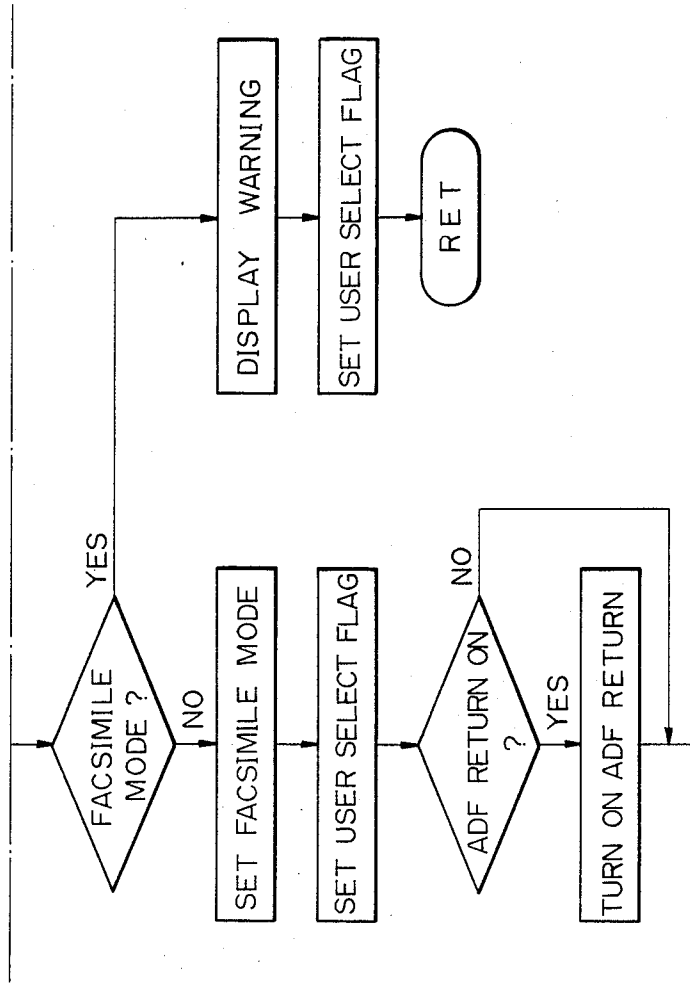 FACSIMILE
MODE ?
YES
NO
SET FACSIMILE MODE
SET USER SELECT FLAG
ADF RETURN ON
?
NO
YES
TURN ON ADF RETURN
DISPLAY WARNING
SET USER SELECT FLAG
RET